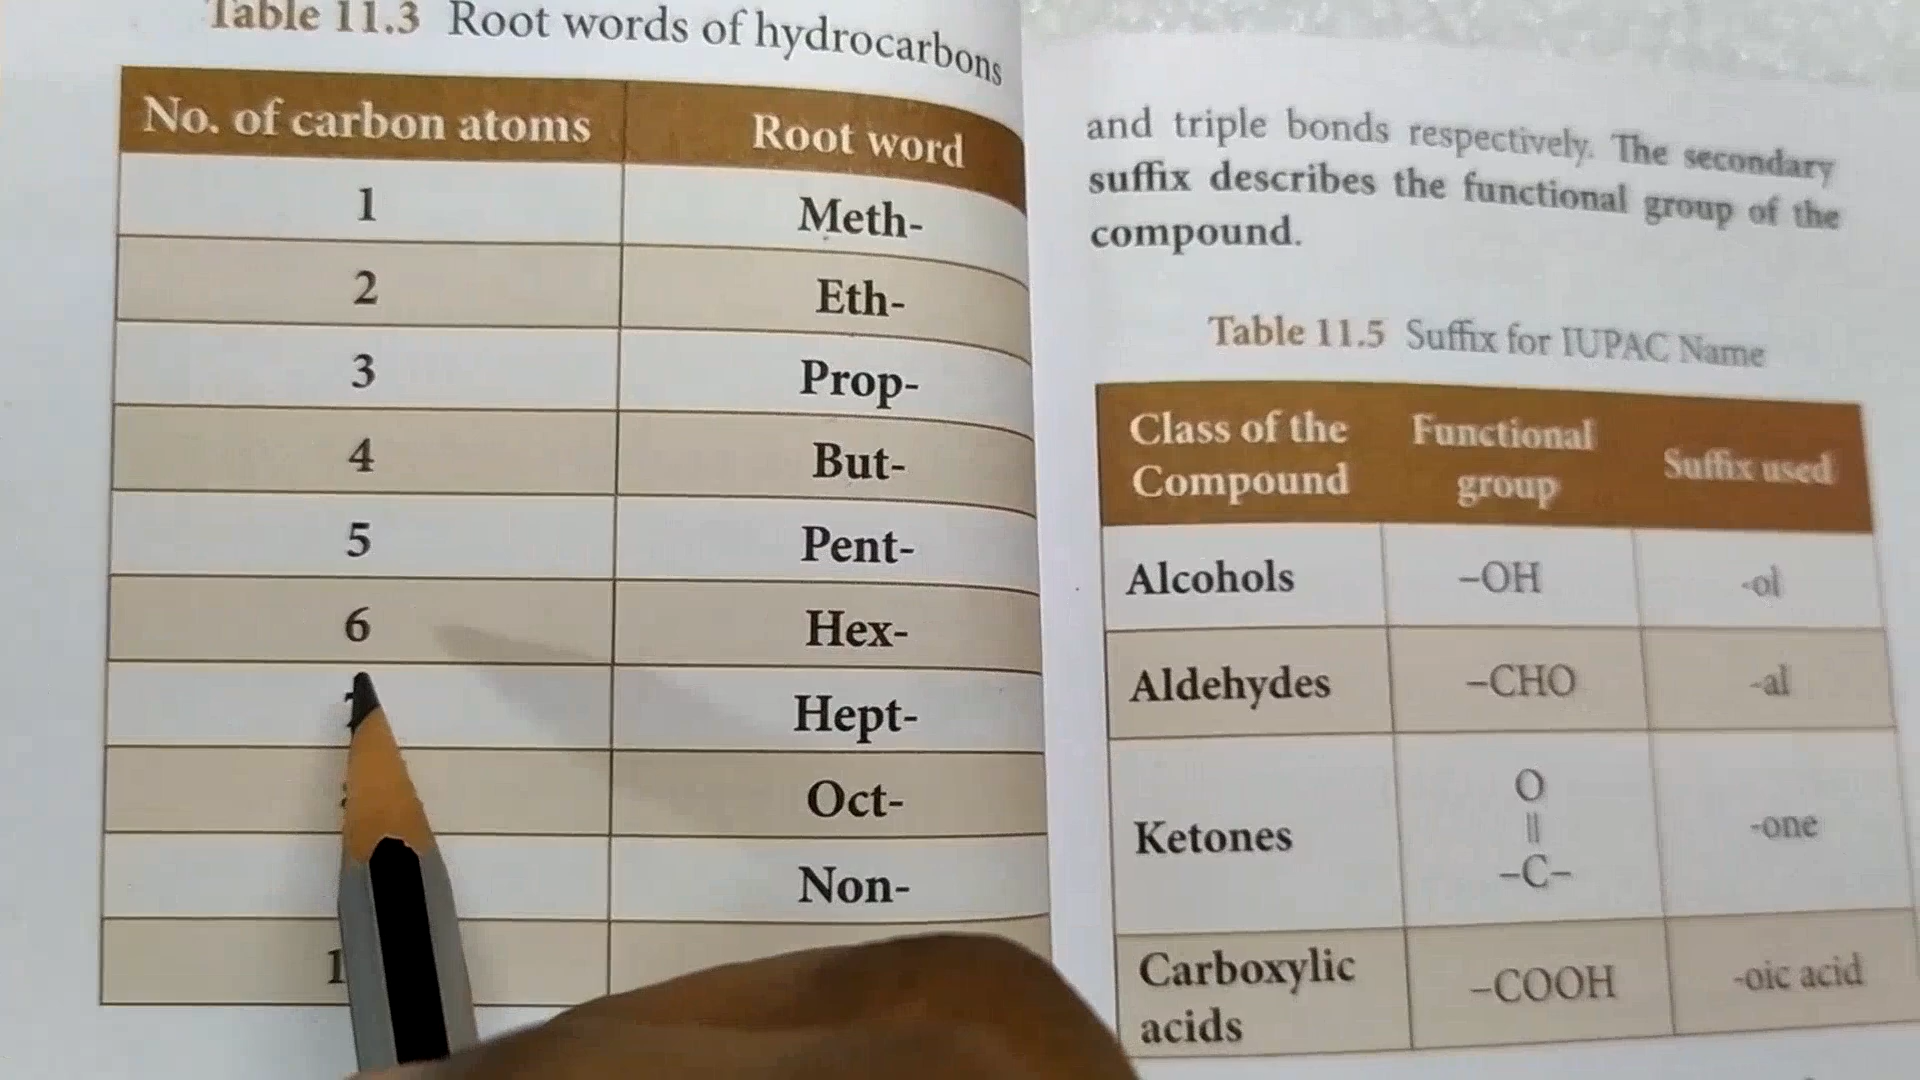 Table 11.3 Root words of hydrocarbons
No. of carbon atoms Root word
1 Meth-
2 Eth-
3 Prop-
4 But-
5 Pent-
6 Hex-
Hept-
Oct-
Non-
and triple bonds respectively. The secondary
suffix describes the functional group of the
compound.
Table 11.5 Suffix for IUPAC Name
Class of the
Compound
Functional
group
Suffix used
Alcohols –OH -ol
Aldehydes –CHO -al
Ketones
O
||
–C–
-one
Carboxylic
acids
–COOH -oic acid